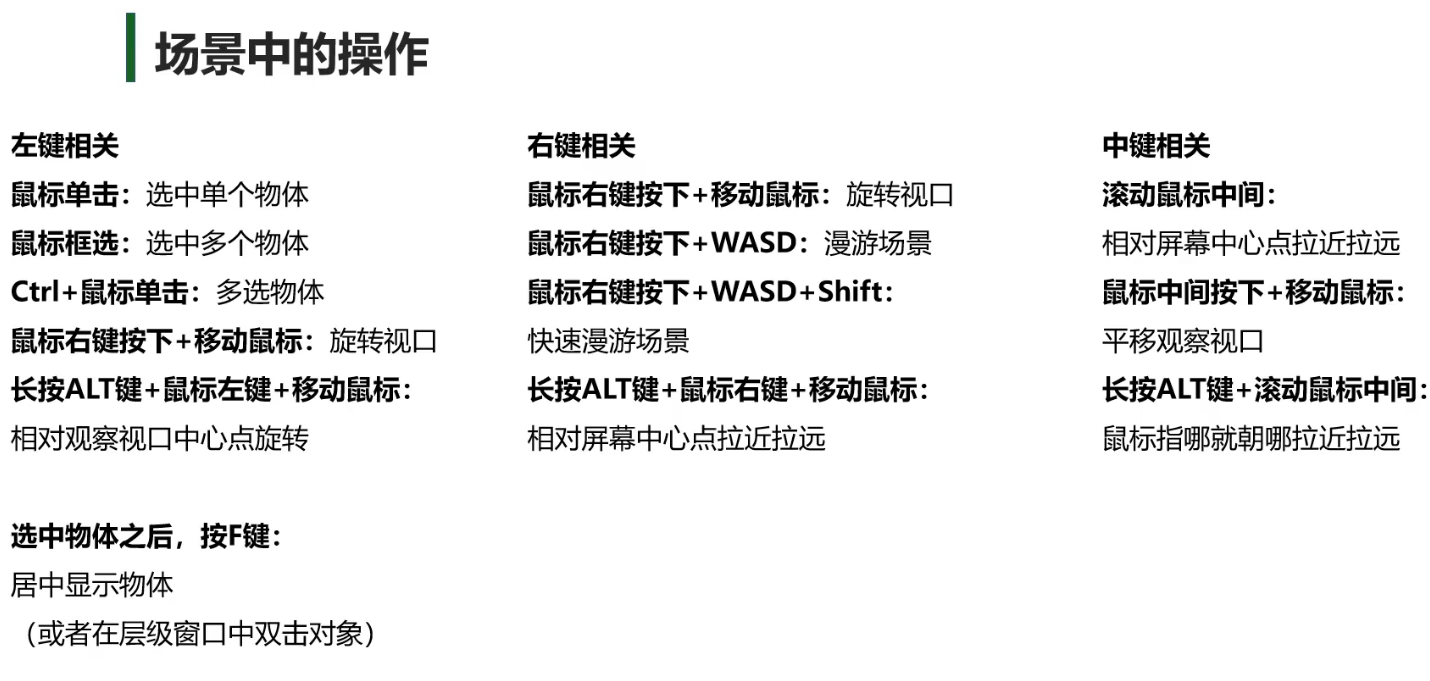 场景中的操作
左键相关
鼠标单击：选中单个物体
鼠标框选：选中多个物体
Ctrl+鼠标单击：多选物体
鼠标右键按下+移动鼠标：旋转视口
长按ALT键+鼠标左键+移动鼠标：
相对观察视口中心点旋转
选中物体之后，按F键：
居中显示物体
（或者在层级窗口中双击对象）
右键相关
鼠标右键按下+移动鼠标：旋转视口
鼠标右键按下+WASD：漫游场景
鼠标右键按下+WASD+Shift：
快速漫游场景
长按ALT键+鼠标右键+移动鼠标：
相对屏幕中心点拉近拉远
中键相关
滚动鼠标中间：
相对屏幕中心点拉近拉远
鼠标中间按下+移动鼠标：
平移观察视口
长按ALT键+滚动鼠标中间：
鼠标指哪就朝哪拉近拉远